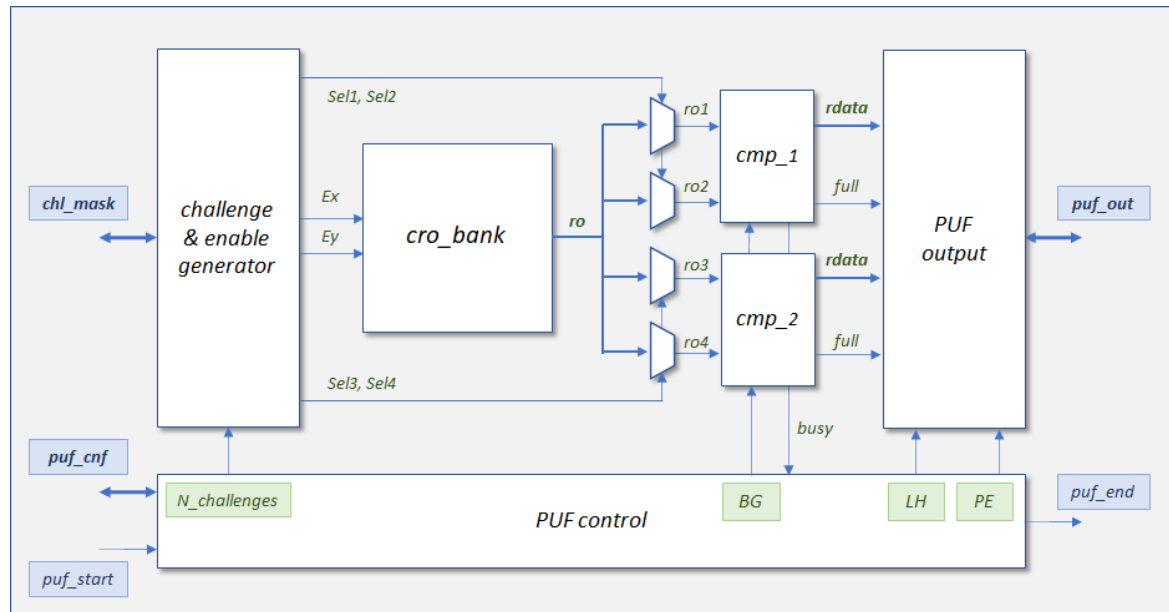 Sel1, Sel2
ro1
rdata
cmp_1
chl_mask
challenge
& enable
generator
Ex
Ey
cro_bank
ro
ro2
full
puf_out
PUF
output
ro3
rdata
cmp_2
ro4
full
Sel3, Sel4
busy
puf_cnf
N_challenges
BG
LH
PE
puf_end
PUF control
puf_start